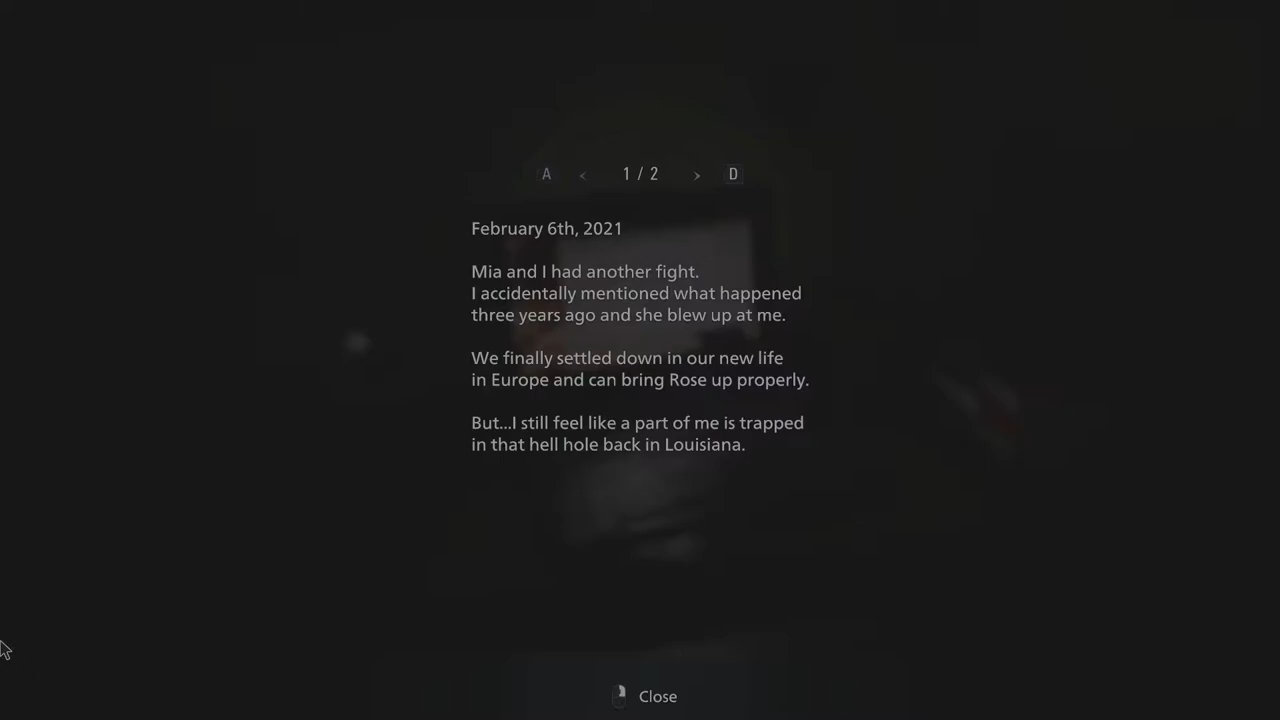 A < 1 / 2 > D
February 6th, 2021
Mia and I had another fight.
I accidentally mentioned what happened
three years ago and she blew up at me.
We finally settled down in our new life
in Europe and can bring Rose up properly.
But...I still feel like a part of me is trapped
in that hell hole back in Louisiana.
Close